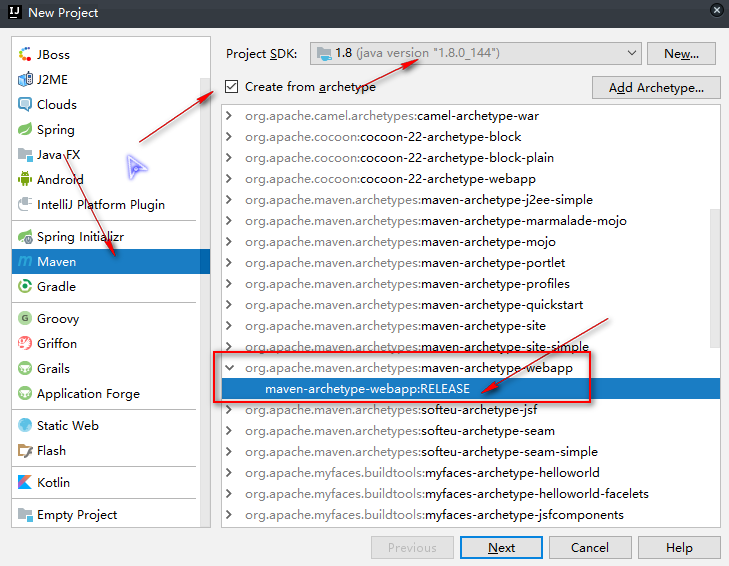 IJ New Project
JBoss
J2ME
Clouds
Spring
Java FX
Android
IntelliJ Platform Plugin
Spring Initializr
m Maven
Gradle
G Groovy
Griffon
Grails
Application Forge
Static Web
Flash
Kotlin
Empty Project
Project SDK: 1.8 (java version "1.8.0_144") New...
Create from archetype Add Archetype...
org.apache.camel.archetypes:camel-archetype-war
org.apache.cocoon:cocoon-22-archetype-block
org.apache.cocoon:cocoon-22-archetype-block-plain
org.apache.cocoon:cocoon-22-archetype-webapp
org.apache.maven.archetypes:maven-archetype-j2ee-simple
org.apache.maven.archetypes:maven-archetype-marmalade-mojo
org.apache.maven.archetypes:maven-archetype-mojo
org.apache.maven.archetypes:maven-archetype-portlet
org.apache.maven.archetypes:maven-archetype-profiles
org.apache.maven.archetypes:maven-archetype-quickstart
org.apache.maven.archetypes:maven-archetype-site
org.apache.maven.archetypes:maven-archetype-site-simple
org.apache.maven.archetypes:maven-archetype-webapp
maven-archetype-webapp:RELEASE
org.apache.maven.archetypes:softeu-archetype-jsf
org.apache.maven.archetypes:softeu-archetype-seam
org.apache.maven.archetypes:softeu-archetype-seam-simple
org.apache.myfaces.buildtools:myfaces-archetype-helloworld
org.apache.myfaces.buildtools:myfaces-archetype-helloworld-facelets
org.apache.myfaces.buildtools:myfaces-archetype-jsfcomponents
Previous Next Cancel Help